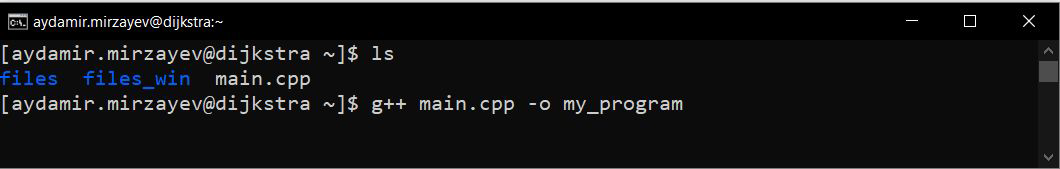 aydamir.mirzayev@dijkstra:~
[aydamir.mirzayev@dijkstra ~]$ ls
files  files_win  main.cpp
[aydamir.mirzayev@dijkstra ~]$ g++ main.cpp -o my_program